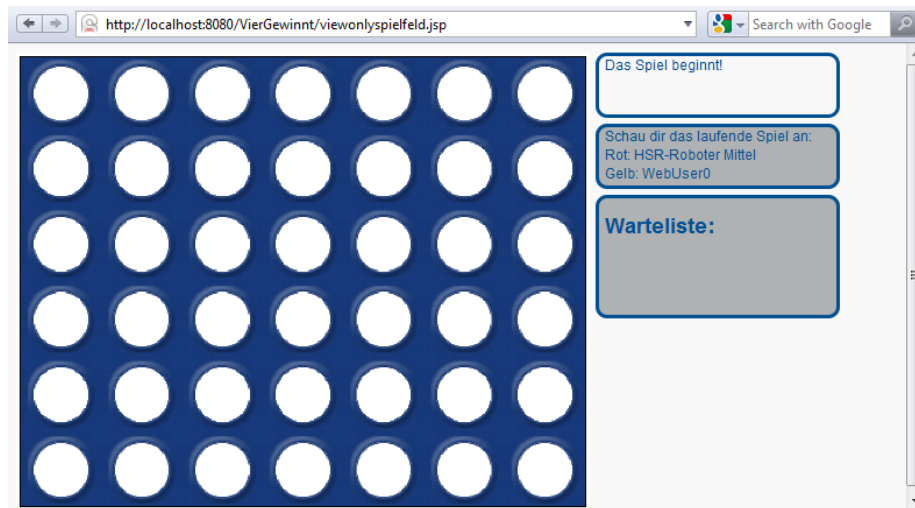 http://localhost:8080/VierGewinnt/viewonlyspielfeld.jsp
Search with Google
Das Spiel beginnt!
Schau dir das laufende Spiel an:
Rot: HSR-Roboter Mittel
Gelb: WebUser0
Warteliste: